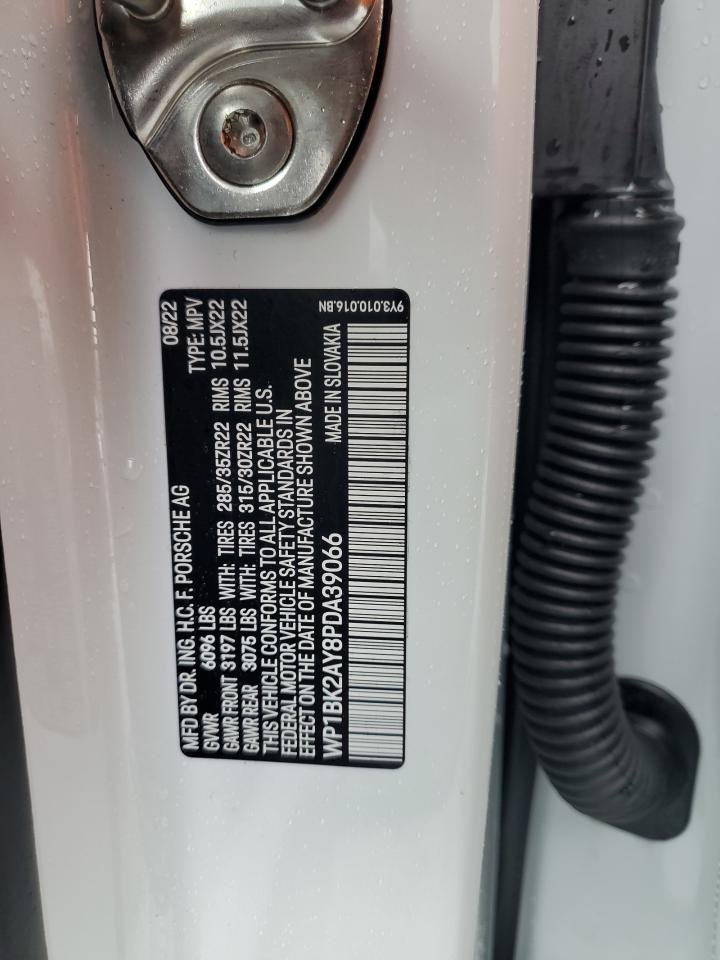 MFD BY DR. ING. H.C. F. PORSCHE AG 08/22
GVWR 6096 LBS TYPE: MPV
GAWR FRONT 3197 LBS WITH: TIRES 285/35ZR22 RIMS 10.5JX22
GAWR REAR 3075 LBS WITH: TIRES 315/30ZR22 RIMS 11.5JX22
THIS VEHICLE CONFORMS TO ALL APPLICABLE U.S.
FEDERAL MOTOR VEHICLE SAFETY STANDARDS IN
EFFECT ON DATE OF MANUFACTURE SHOWN ABOVE
WP1BK2AY8PDA39066 MADE IN SLOVAKIA
9Y3.010.016.BN